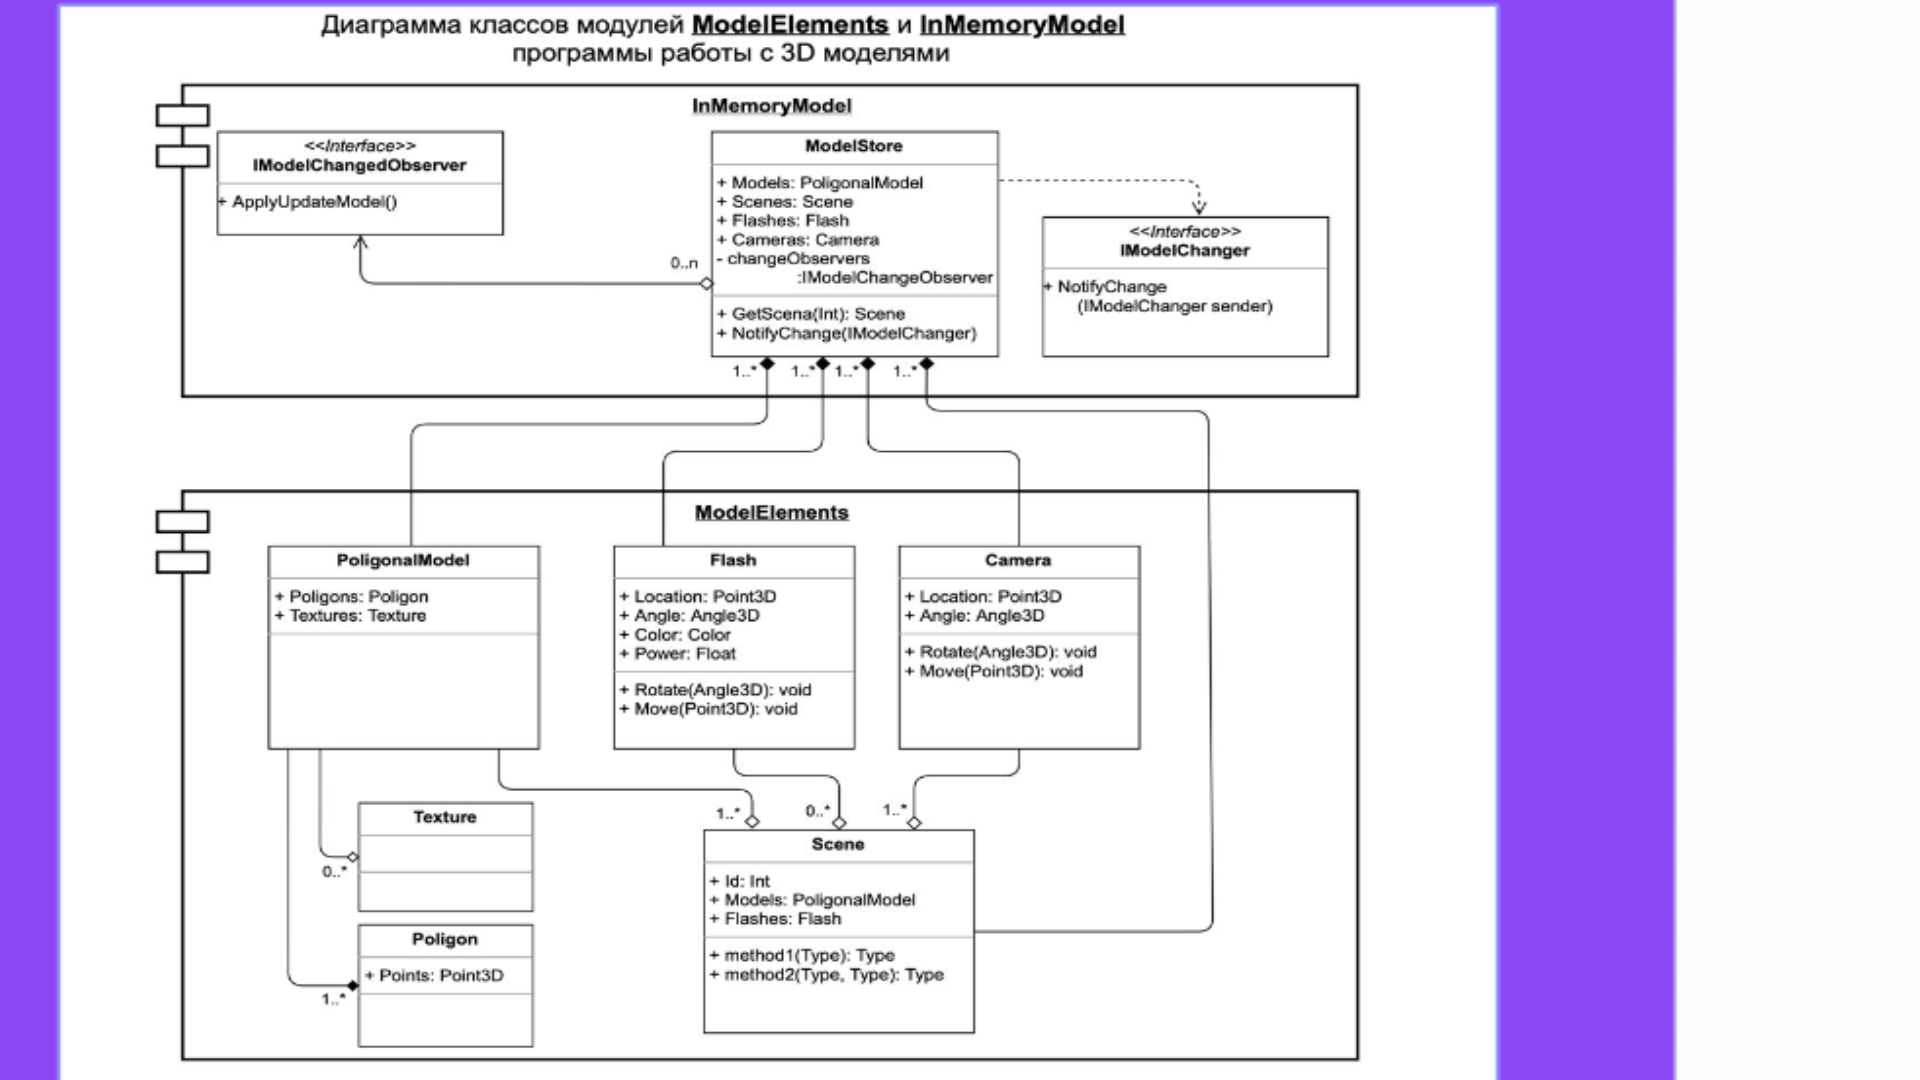 Диаграмма классов модулей ModelElements и InMemoryModel
программы работы с 3D моделями
InMemoryModel
<<Interface>>
IModelChangedObserver
+ ApplyUpdateModel()
ModelStore
+ Models: PoligonalModel
+ Scenes: Scene
+ Flashes: Flash
+ Cameras: Camera
- changeObservers
:IModelChangeObserver
+ GetScena(Int): Scene
+ NotifyChange(IModelChanger)
<<Interface>>
IModelChanger
+ NotifyChange
(IModelChanger sender)
0..n
1..*
1..*
1..*
1..*
ModelElements
PoligonalModel
+ Poligons: Poligon
+ Textures: Texture
Flash
+ Location: Point3D
+ Angle: Angle3D
+ Color: Color
+ Power: Float
+ Rotate(Angle3D): void
+ Move(Point3D): void
Camera
+ Location: Point3D
+ Angle: Angle3D
+ Rotate(Angle3D): void
+ Move(Point3D): void
Texture
0..*
Poligon
+ Points: Point3D
1..*
1..*
0..*
1..*
Scene
+ Id: Int
+ Models: PoligonalModel
+ Flashes: Flash
+ method1(Type): Type
+ method2(Type, Type): Type